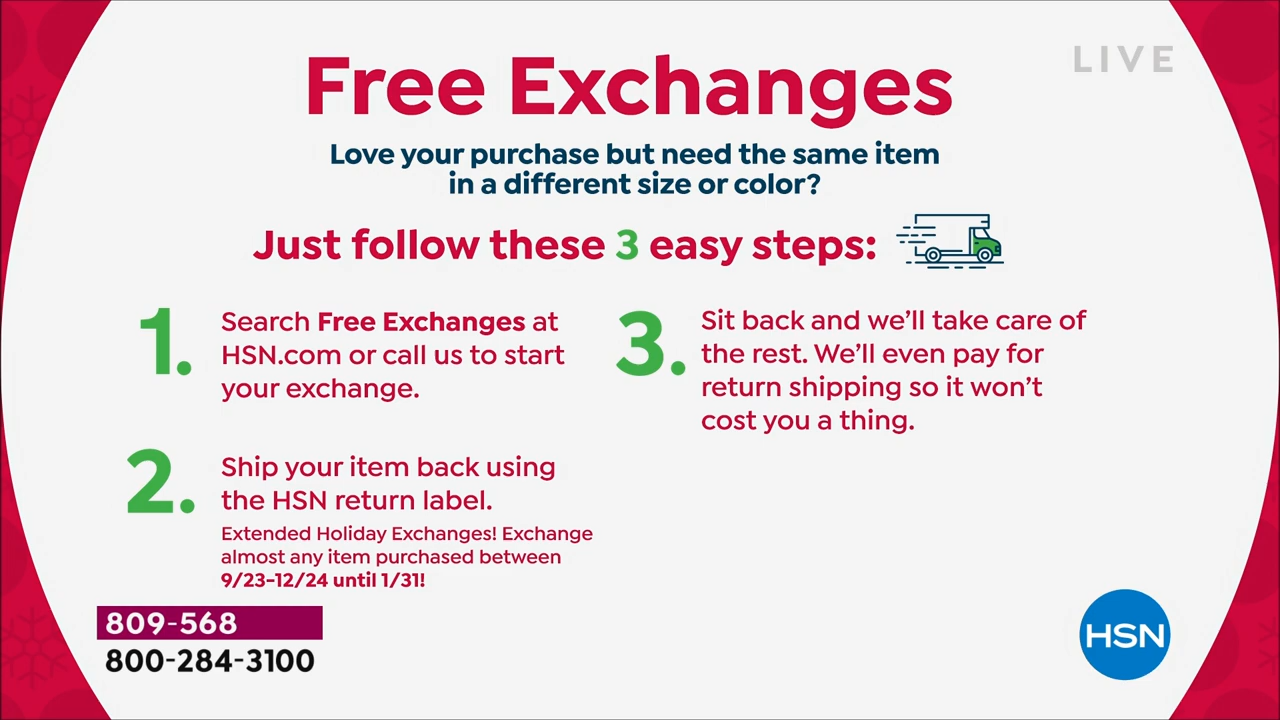 LIVE
Free Exchanges
Love your purchase but need the same item
in a different size or color?
Just follow these 3 easy steps:
1.
Search Free Exchanges at
HSN.com or call us to start
your exchange.
2.
Ship your item back using
the HSN return label.
Extended Holiday Exchanges! Exchange
almost any item purchased between
9/23-12/24 until 1/31!
3.
Sit back and we'll take care of
the rest. We'll even pay for
return shipping so it won't
cost you a thing.
809-568
800-284-3100
HSN